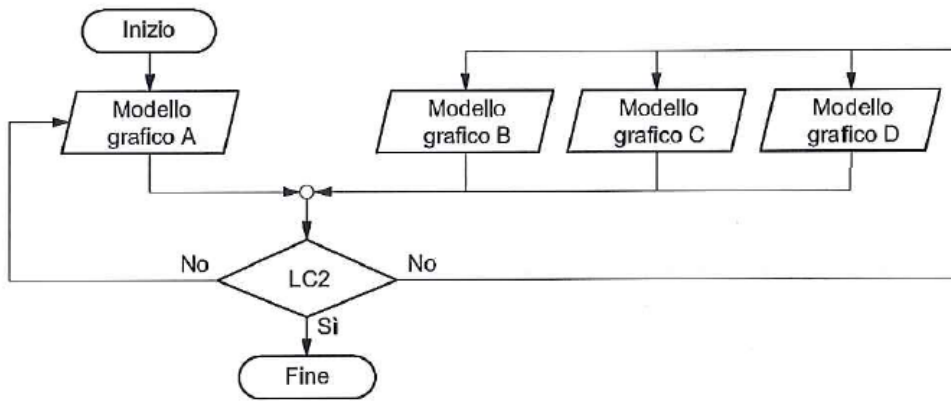 Inizio
Modello
grafico A
Modello
grafico B
Modello
grafico C
Modello
grafico D
No
LC2
No
Sì
Fine